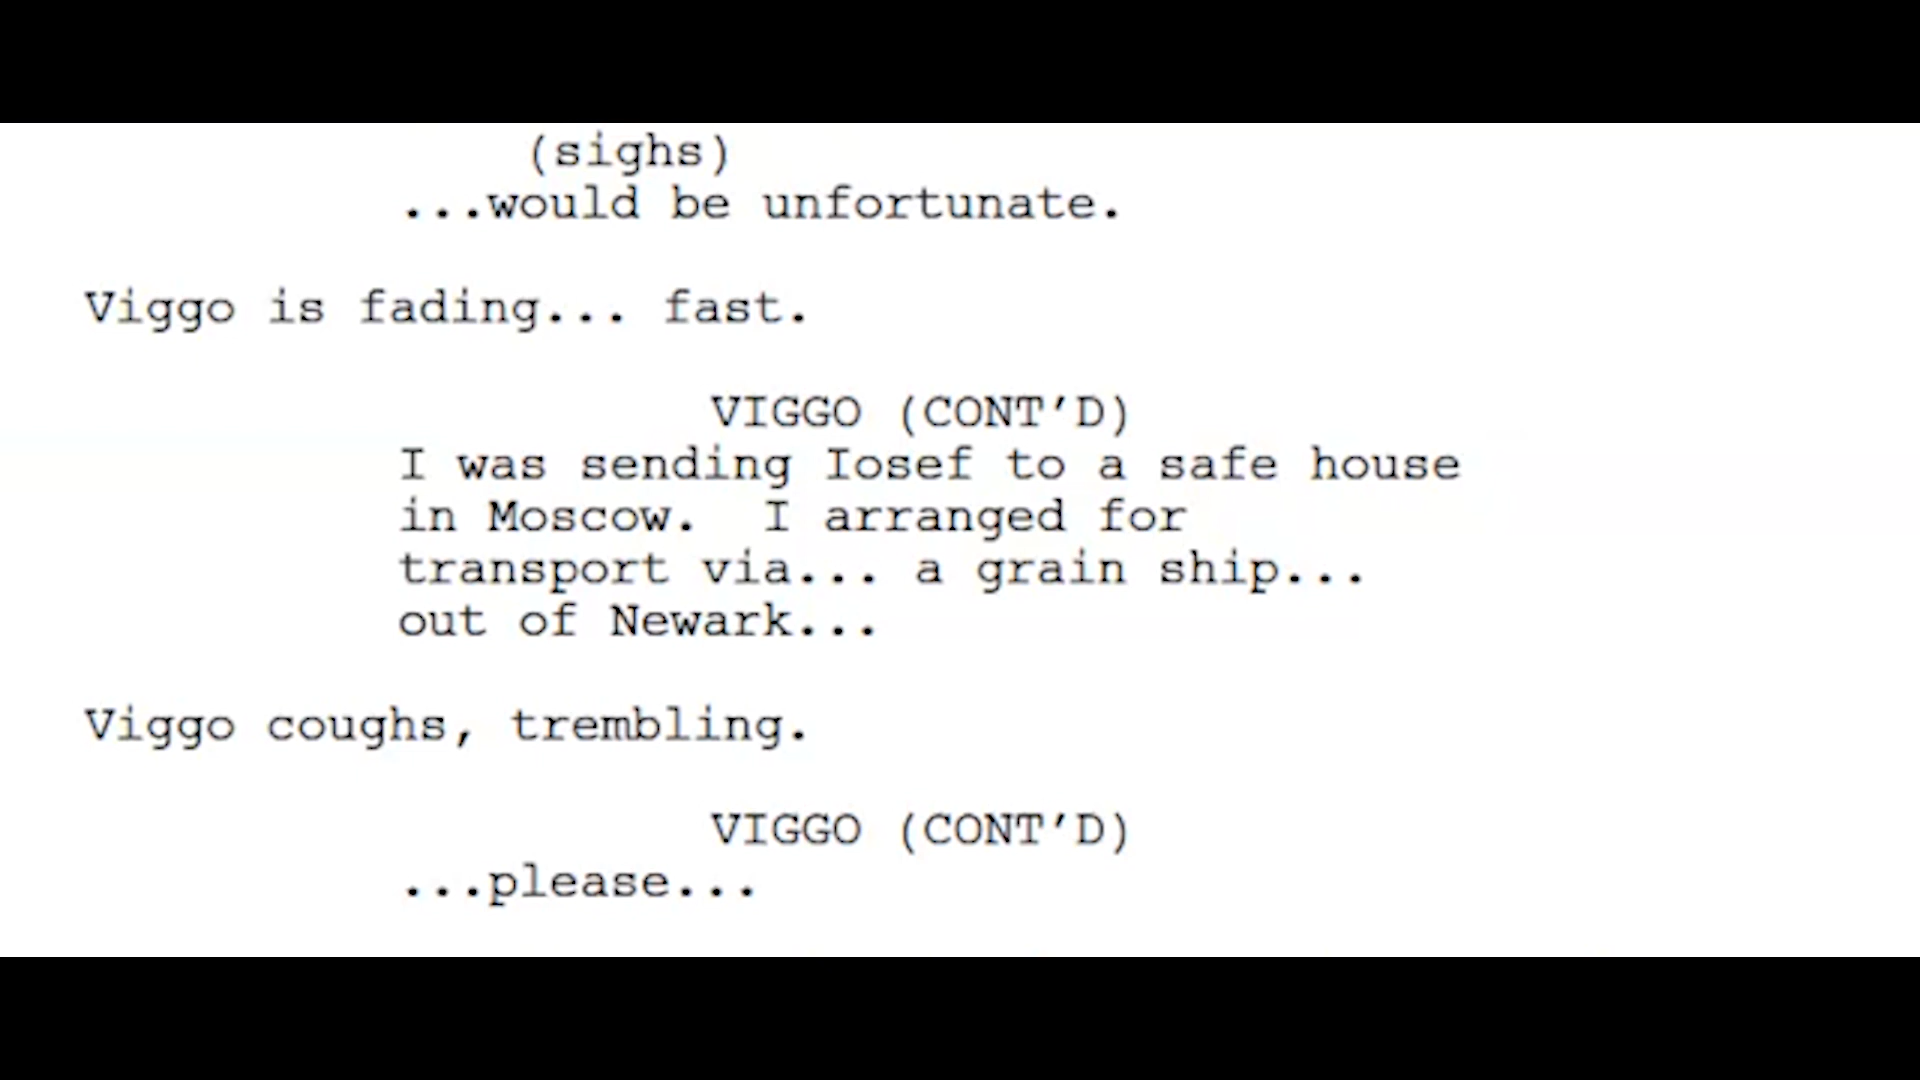 (sighs)
...would be unfortunate.
Viggo is fading... fast.
VIGGO (CONT'D)
I was sending Iosef to a safe house
in Moscow.  I arranged for
transport via... a grain ship...
out of Newark...
Viggo coughs, trembling.
VIGGO (CONT'D)
...please...